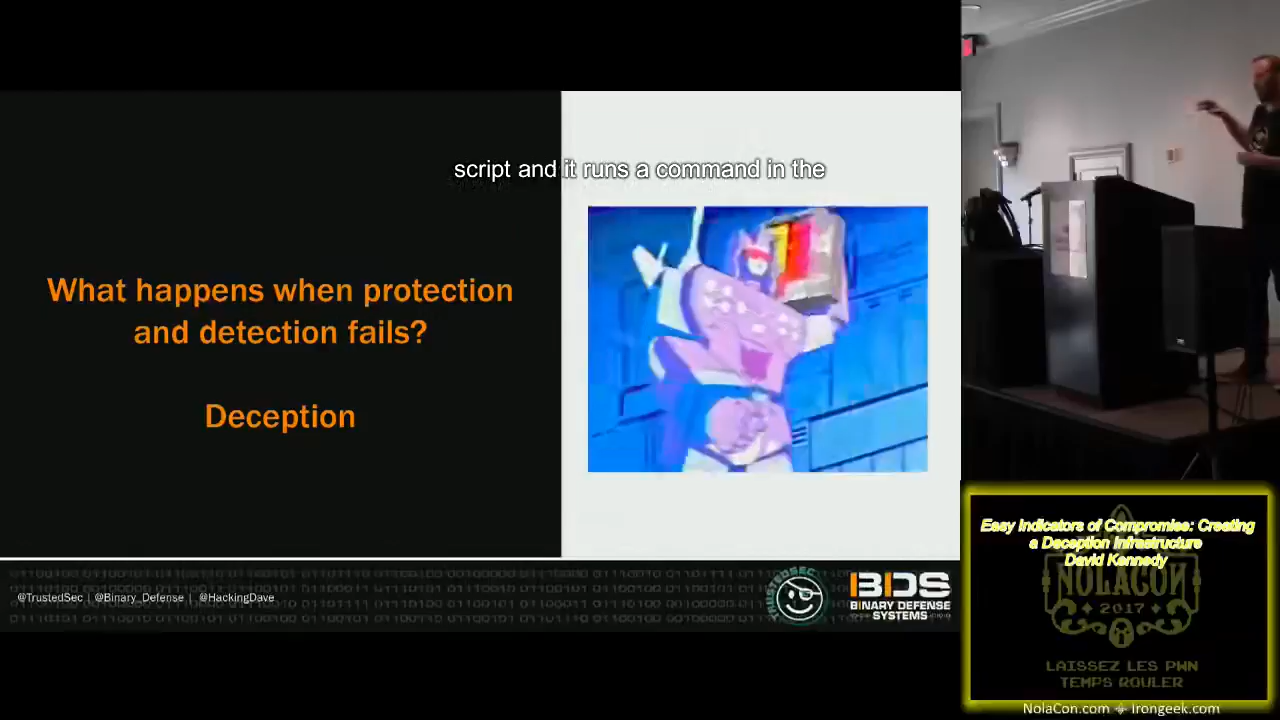 script and it runs a command in the
What happens when protection
and detection fails?
Deception
@TrustedSec | @Binary_Defense | @HackingDave
TRUSTEDSEC
BDS
BINARY DEFENSE
SYSTEMS
Easy Indicators of Compromise: Creating
a Deception Infrastructure
David Kennedy
NOLACON
2017
LAISSEZ LES PWN
TEMPS ROULER
NolaCon.com Irongeek.com